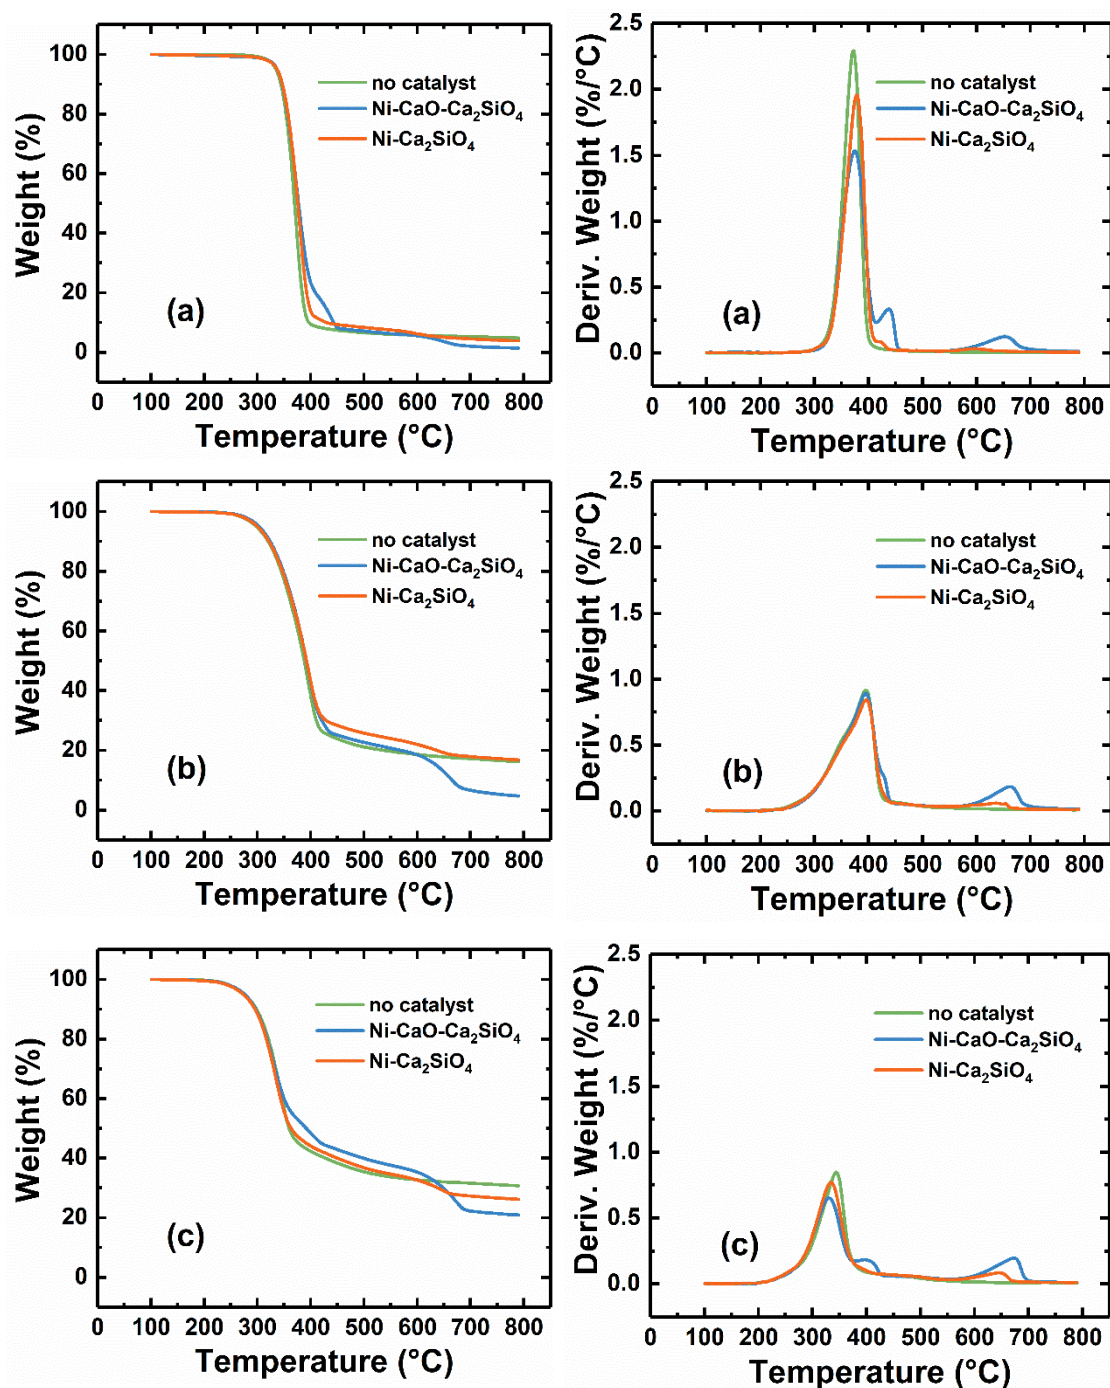 100
80
60
40
20
0
Weight (%)
no catalyst
Ni-CaO-Ca₂SiO₄
Ni-Ca₂SiO₄
(a)
0 100 200 300 400 500 600 700 800
Temperature (°C)
2.5
2.0
1.5
1.0
0.5
0.0
Deriv. Weight (%/°C)
no catalyst
Ni-CaO-Ca₂SiO₄
Ni-Ca₂SiO₄
(a)
0 100 200 300 400 500 600 700 800
Temperature (°C)
100
80
60
40
20
0
Weight (%)
no catalyst
Ni-CaO-Ca₂SiO₄
Ni-Ca₂SiO₄
(b)
0 100 200 300 400 500 600 700 800
Temperature (°C)
2.5
2.0
1.5
1.0
0.5
0.0
Deriv. Weight (%/°C)
no catalyst
Ni-CaO-Ca₂SiO₄
Ni-Ca₂SiO₄
(b)
0 100 200 300 400 500 600 700 800
Temperature (°C)
100
80
60
40
20
0
Weight (%)
no catalyst
Ni-CaO-Ca₂SiO₄
Ni-Ca₂SiO₄
(c)
0 100 200 300 400 500 600 700 800
Temperature (°C)
2.5
2.0
1.5
1.0
0.5
0.0
Deriv. Weight (%/°C)
no catalyst
Ni-CaO-Ca₂SiO₄
Ni-Ca₂SiO₄
(c)
0 100 200 300 400 500 600 700 800
Temperature (°C)